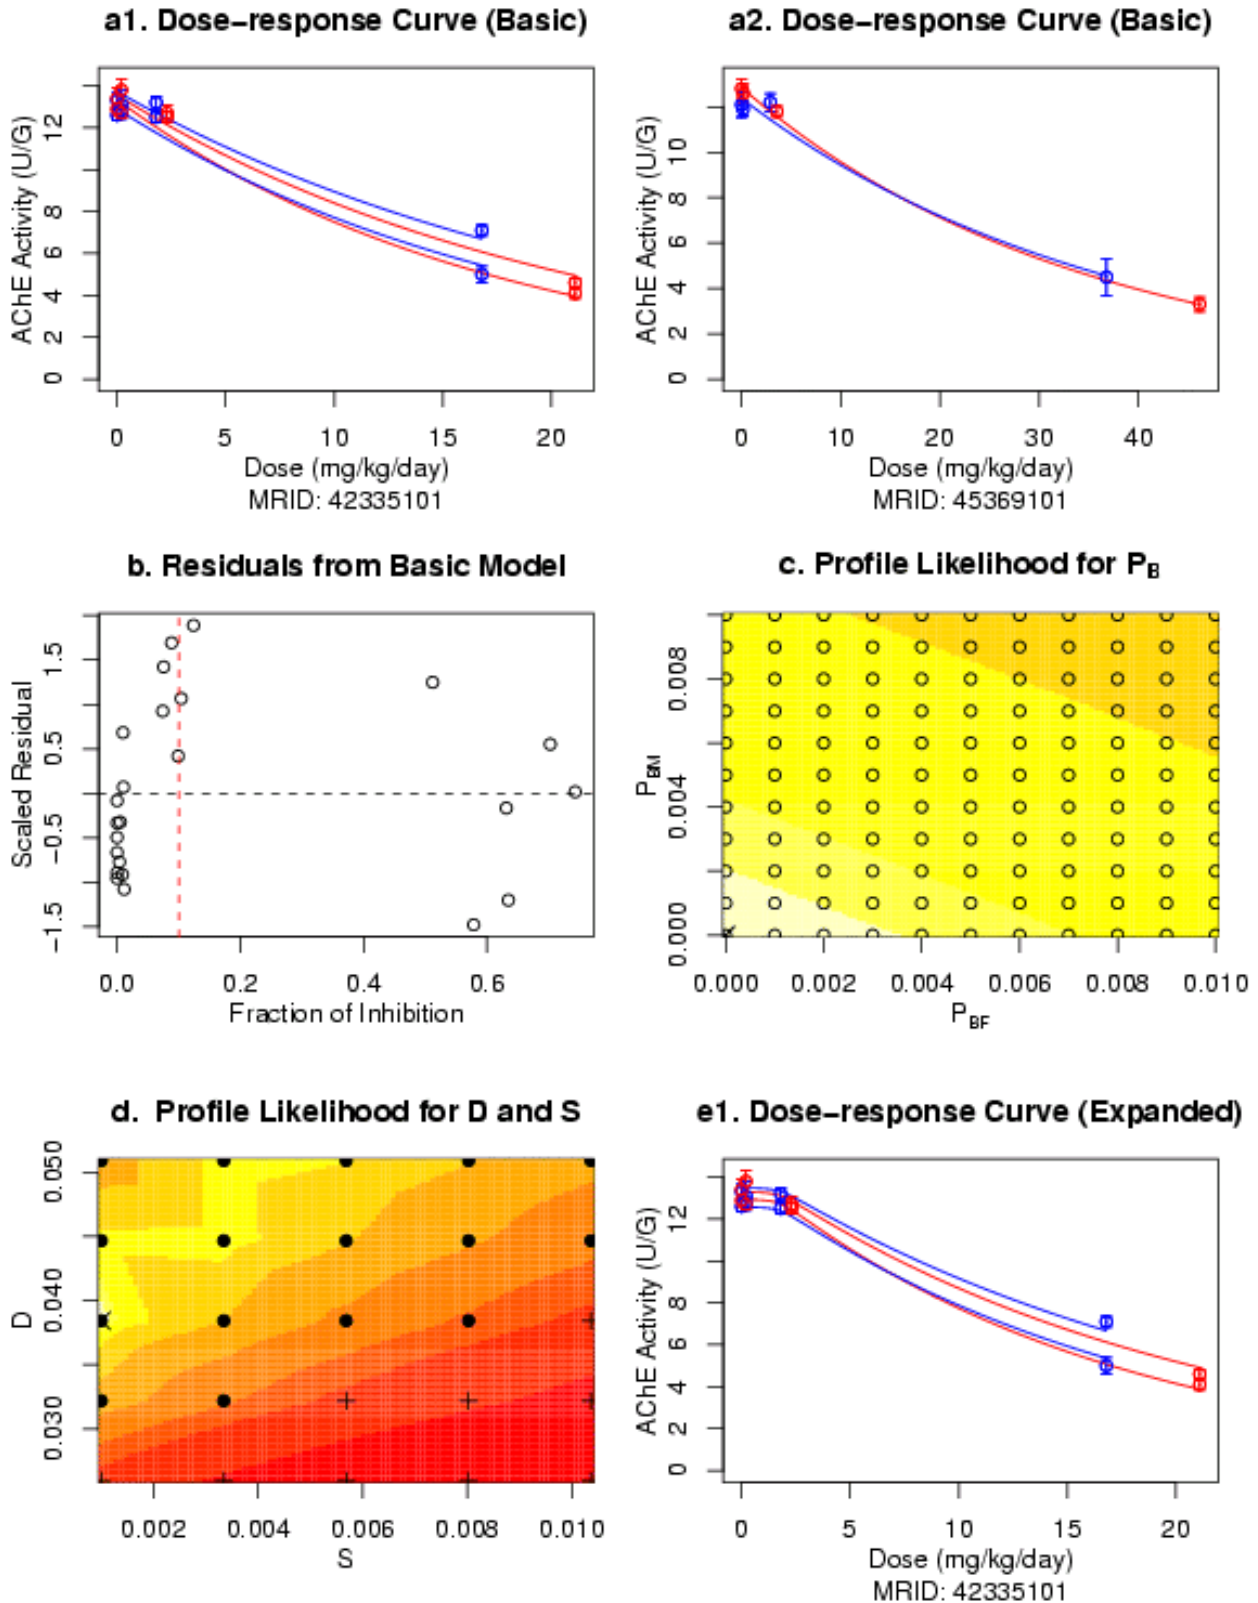 a1. Dose-response Curve (Basic)
AChE Activity (U/G)
0 2 4 6 8 12
0 5 10 15 20
Dose (mg/kg/day)
MRID: 42335101
a2. Dose-response Curve (Basic)
AChE Activity (U/G)
0 2 4 6 8 10
0 10 20 30 40
Dose (mg/kg/day)
MRID: 45369101
b. Residuals from Basic Model
Scaled Residual
-1.5 -0.5 0.5 1.5
0.0 0.2 0.4 0.6
Fraction of Inhibition
c. Profile Likelihood for PB
PBM
0.000 0.004 0.008
0.000 0.002 0.004 0.006 0.008 0.010
PBF
d. Profile Likelihood for D and S
D
0.030 0.040 0.050
0.002 0.004 0.006 0.008 0.010
S
e1. Dose-response Curve (Expanded)
AChE Activity (U/G)
0 2 4 6 8 12
0 5 10 15 20
Dose (mg/kg/day)
MRID: 42335101